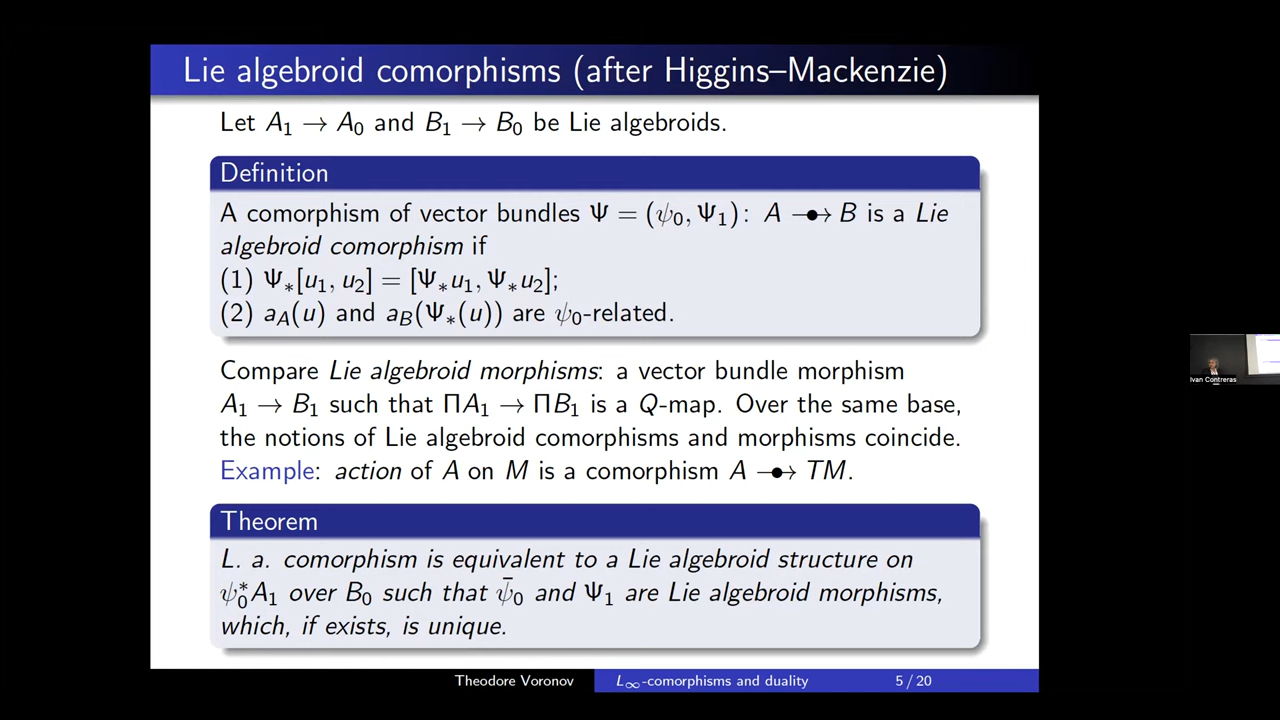 Lie algebroid comorphisms (after Higgins–Mackenzie)
Let A₁ → A₀ and B₁ → B₀ be Lie algebroids.
Definition
A comorphism of vector bundles Ψ = (ψ₀, Ψ₁): A —●→ B is a Lie
algebroid comorphism if
(1) Ψ∗[u₁, u₂] = [Ψ∗u₁, Ψ∗u₂];
(2) a_A(u) and a_B(Ψ∗(u)) are ψ₀-related.
Compare Lie algebroid morphisms: a vector bundle morphism
A₁ → B₁ such that ΠA₁ → ΠB₁ is a Q-map. Over the same base,
the notions of Lie algebroid comorphisms and morphisms coincide.
Example: action of A on M is a comorphism A —●→ TM.
Theorem
L. a. comorphism is equivalent to a Lie algebroid structure on
ψ₀*A₁ over B₀ such that ψ̄₀ and Ψ₁ are Lie algebroid morphisms,
which, if exists, is unique.
Theodore Voronov
L∞-comorphisms and duality
5 / 20
Ivan Contreras